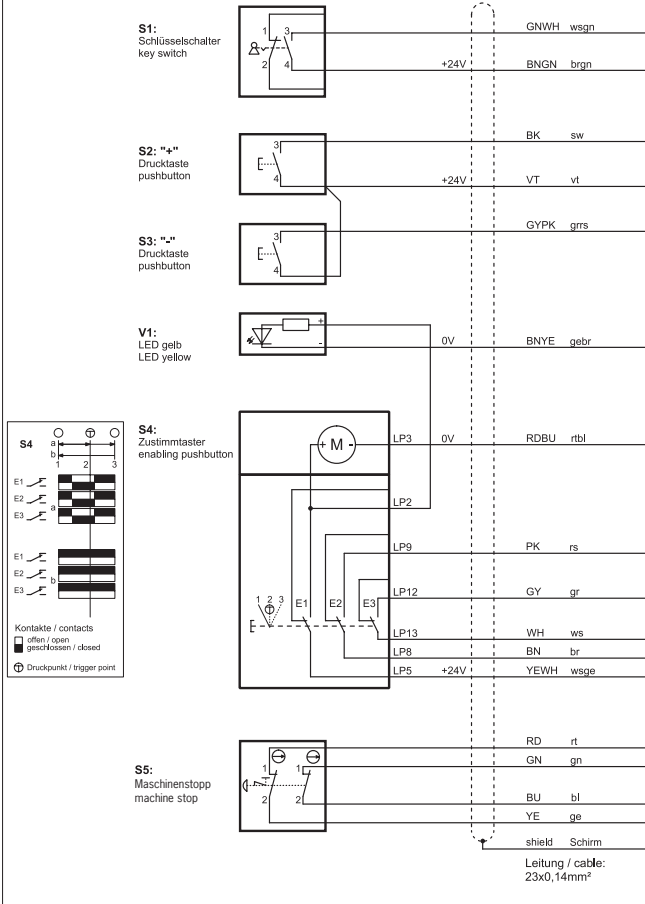 S1:
Schlüsselschalter
key switch
1 3
2 4
GNWH wsgn
+24V BNGN brgn
S2: "+"
Drucktaste
pushbutton
3
4
BK sw
+24V VT vt
S3: "-"
Drucktaste
pushbutton
3
4
GYPK grrs
V1:
LED gelb
LED yellow
+
-
0V BNYE gebr
S4:
Zustimmtaster
enabling pushbutton
+ M -
LP3 0V RDBU rtbl
LP2
LP9 PK rs
LP12 GY gr
1 2 3
E1 E2 E3
LP13 WH ws
LP8 BN br
LP5 +24V YEWH wsge
S4
a
b
1 2 3
E1
E2
a
E3
E1
E2
b
E3
Kontakte / contacts
offen / open
geschlossen / closed
Druckpunkt / trigger point
S5:
Maschinenstopp
machine stop
1 1
2 2
RD rt
GN gn
BU bl
YE ge
shield Schirm
Leitung / cable:
23x0,14mm²